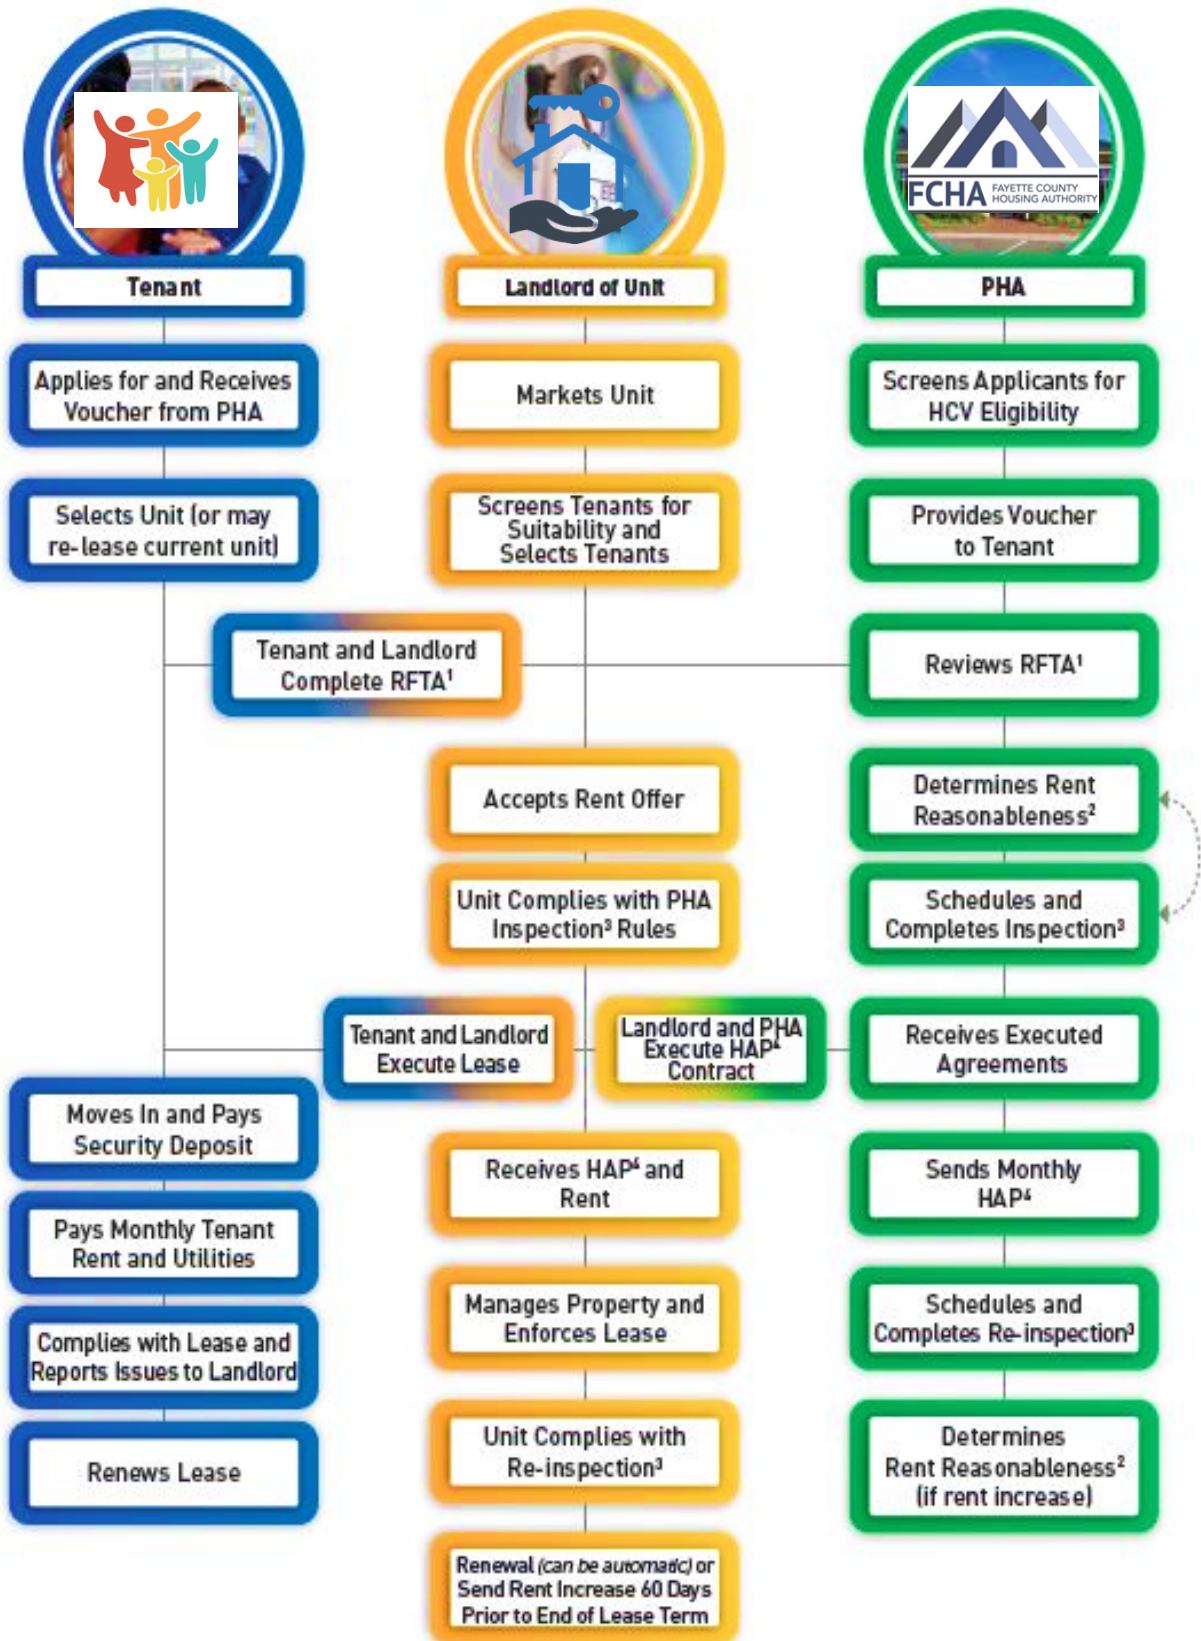 FCHA FAYETTE COUNTY
HOUSING AUTHORITY
Tenant
Landlord of Unit
PHA
Applies for and Receives
Voucher from PHA
Markets Unit
Screens Applicants for
HCV Eligibility
Selects Unit (or may
re-lease current unit)
Screens Tenants for
Suitability and
Selects Tenants
Provides Voucher
to Tenant
Tenant and Landlord
Complete RFTA¹
Reviews RFTA¹
Accepts Rent Offer
Determines Rent
Reasonableness²
Unit Complies with PHA
Inspection³ Rules
Schedules and
Completes Inspection³
Tenant and Landlord
Execute Lease
Landlord and PHA
Execute HAP⁴
Contract
Receives Executed
Agreements
Moves In and Pays
Security Deposit
Receives HAP⁴ and
Rent
Sends Monthly
HAP⁴
Pays Monthly Tenant
Rent and Utilities
Manages Property and
Enforces Lease
Schedules and
Completes Re-inspection³
Complies with Lease and
Reports Issues to Landlord
Unit Complies with
Re-inspection³
Determines
Rent Reasonableness²
(if rent increase)
Renews Lease
Renewal (can be automatic) or
Send Rent Increase 60 Days
Prior to End of Lease Term